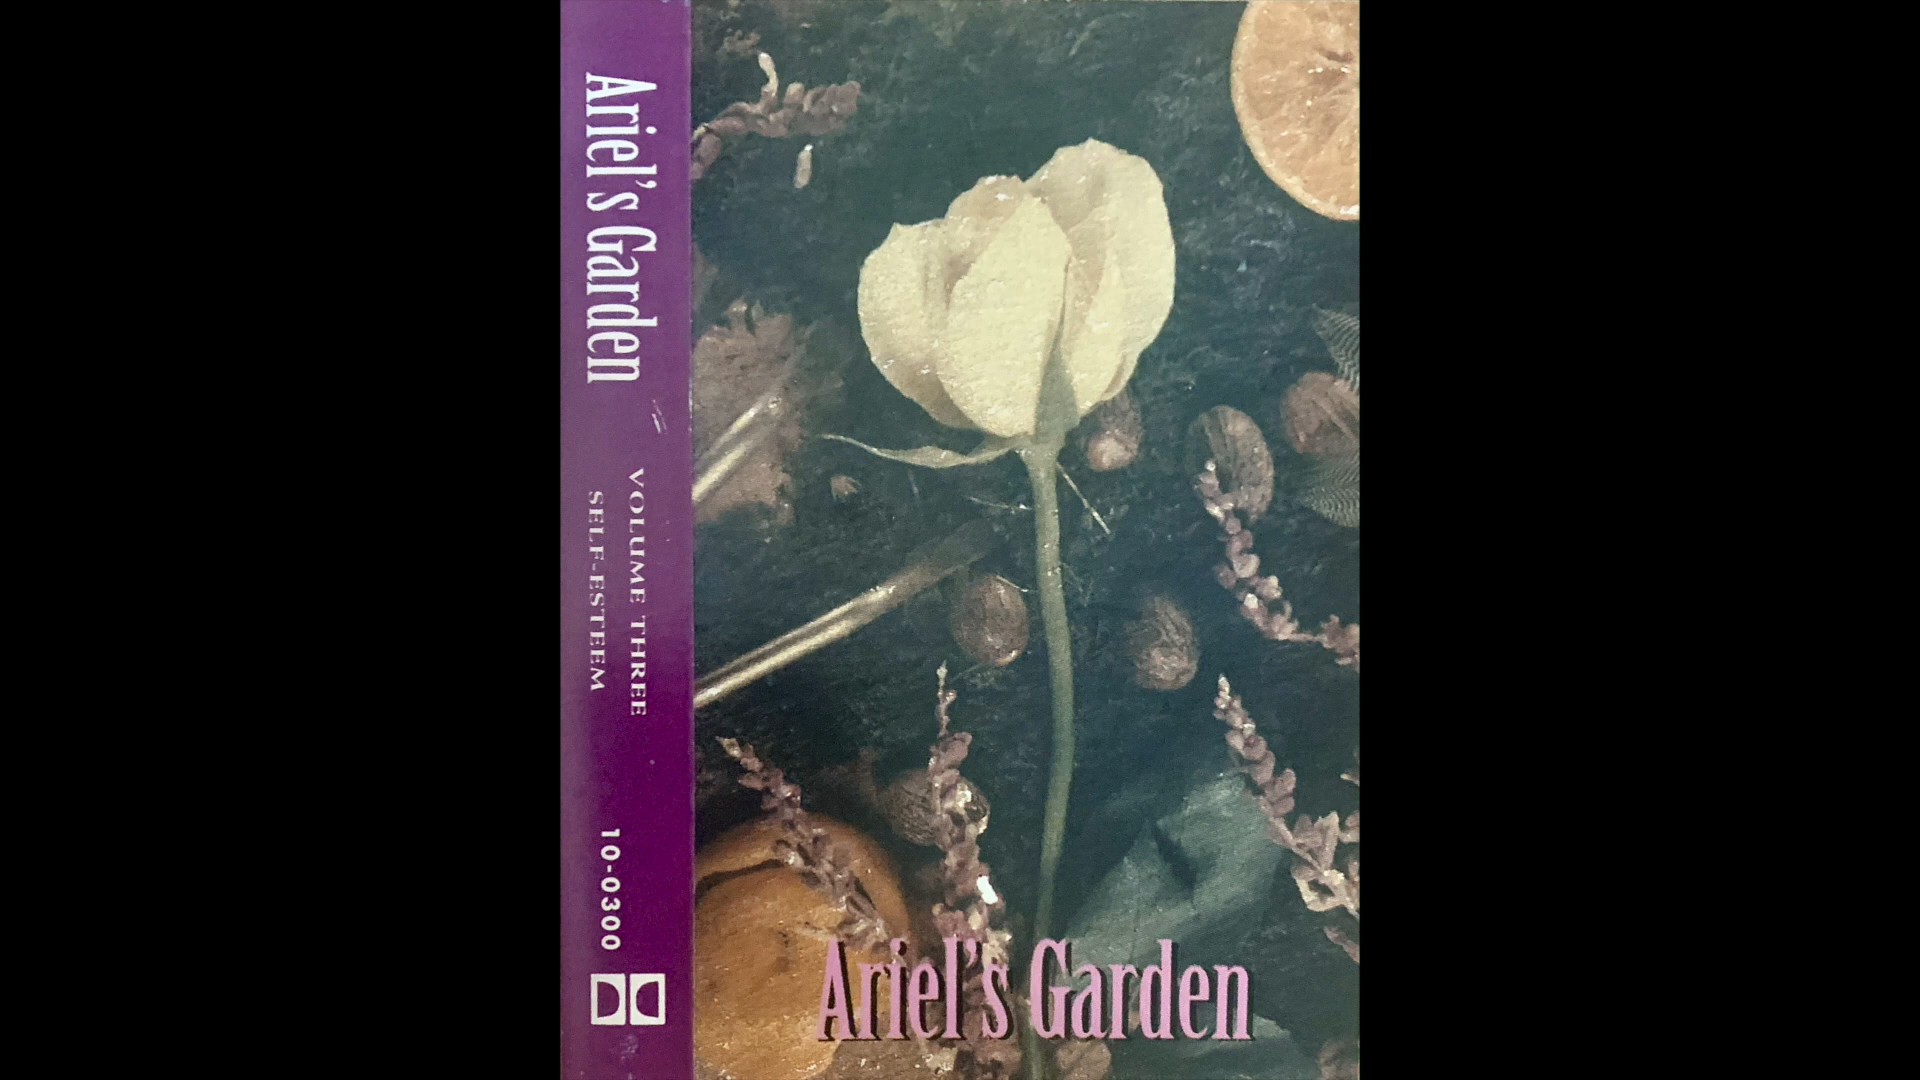 Ariel's Garden
VOLUME THREE
SELF-ESTEEM
10-0300
Ariel's Garden